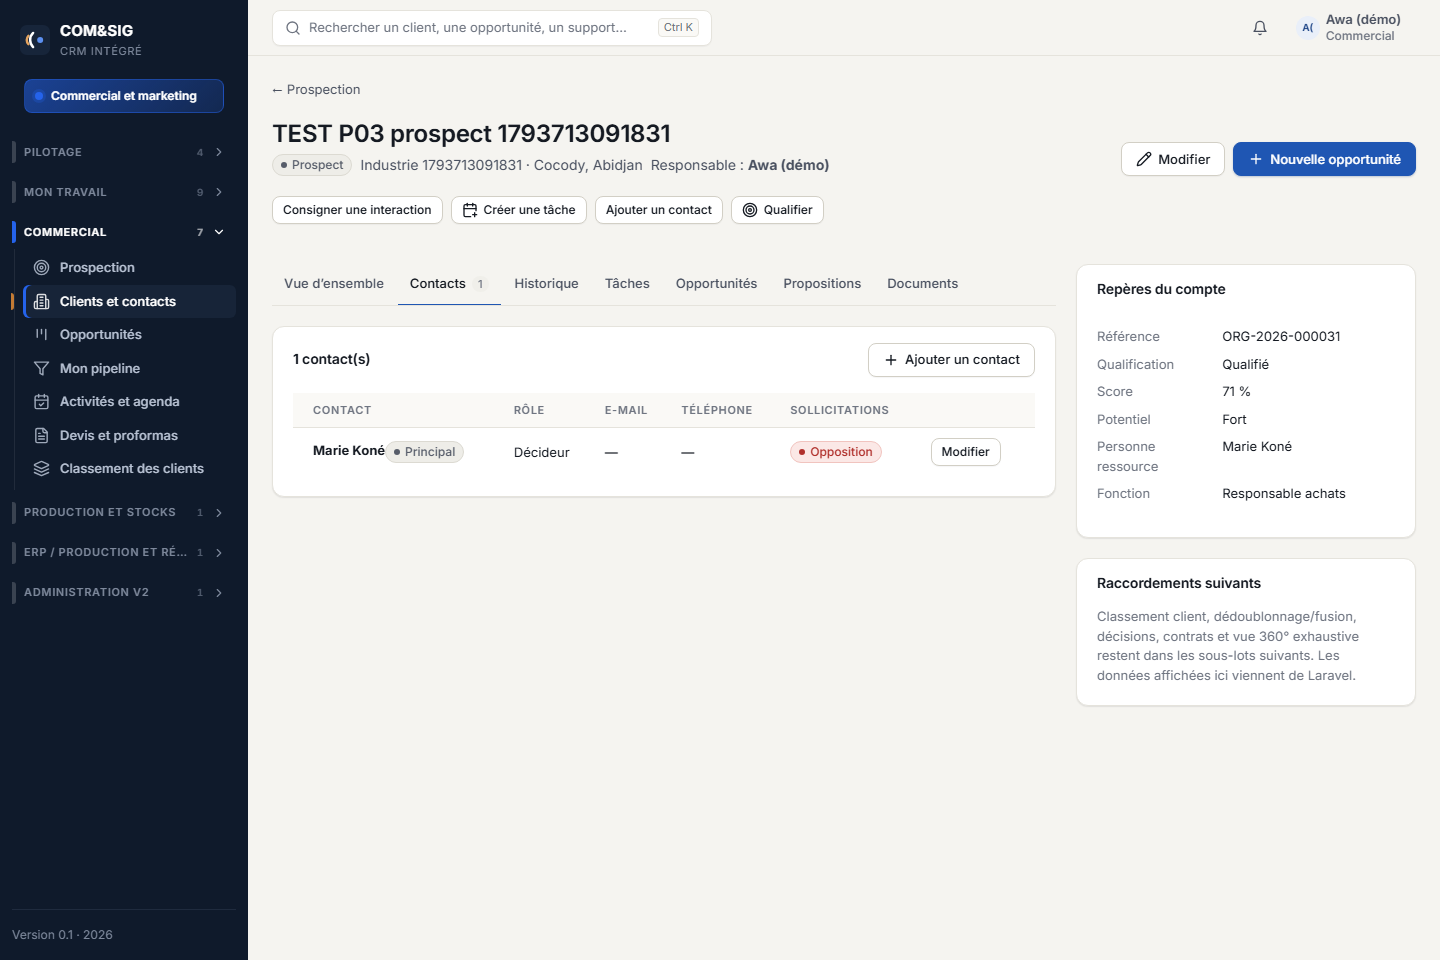 COM&SIG
CRM INTÉGRÉ
Commercial et marketing
PILOTAGE 4
MON TRAVAIL 9
COMMERCIAL 7
Prospection
Clients et contacts
Opportunités
Mon pipeline
Activités et agenda
Devis et proformas
Classement des clients
PRODUCTION ET STOCKS 1
ERP / PRODUCTION ET RÉ... 1
ADMINISTRATION V2 1
Version 0.1 · 2026
Rechercher un client, une opportunité, un support... Ctrl K
A( Awa (démo)
Commercial
← Prospection
TEST P03 prospect 1793713091831
Prospect Industrie 1793713091831 · Cocody, Abidjan Responsable : Awa (démo)
Modifier
Nouvelle opportunité
Consigner une interaction
Créer une tâche
Ajouter un contact
Qualifier
Vue d’ensemble Contacts 1 Historique Tâches Opportunités Propositions Documents
1 contact(s)
Ajouter un contact
CONTACT RÔLE E-MAIL TÉLÉPHONE SOLLICITATIONS
Marie Koné Principal Décideur — — Opposition Modifier
Repères du compte
Référence ORG-2026-000031
Qualification Qualifié
Score 71 %
Potentiel Fort
Personne ressource Marie Koné
Fonction Responsable achats
Raccordements suivants
Classement client, dédoublonnage/fusion,
décisions, contrats et vue 360° exhaustive
restent dans les sous-lots suivants. Les
données affichées ici viennent de Laravel.